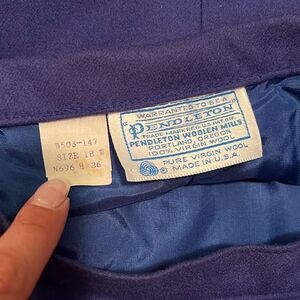 W503-147
SIZE 18 W
N696 H 36
WARRANTED TO BE A
"PENDLETON"
TRADE MARK REG. U.S. PAT. OFF.
PENDLETON WOOLEN MILLS
PORTLAND, OREGON
100% VIRGIN WOOL
PURE VIRGIN WOOL
® MADE IN U.S.A.